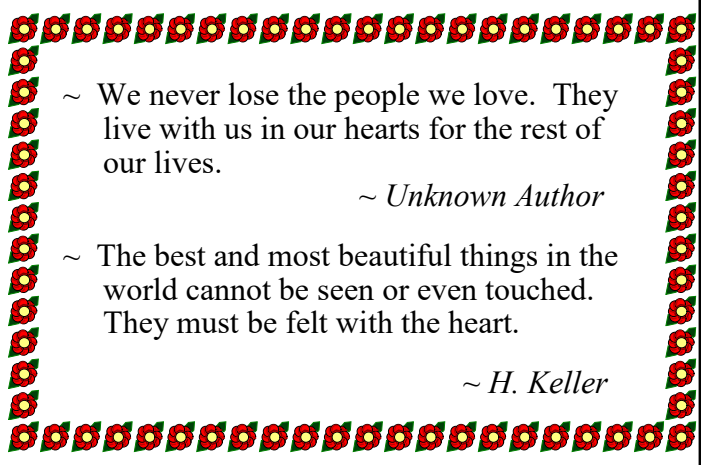 ~ We never lose the people we love.  They
live with us in our hearts for the rest of
our lives.
~ Unknown Author
~ The best and most beautiful things in the
world cannot be seen or even touched.
They must be felt with the heart.
~ H. Keller